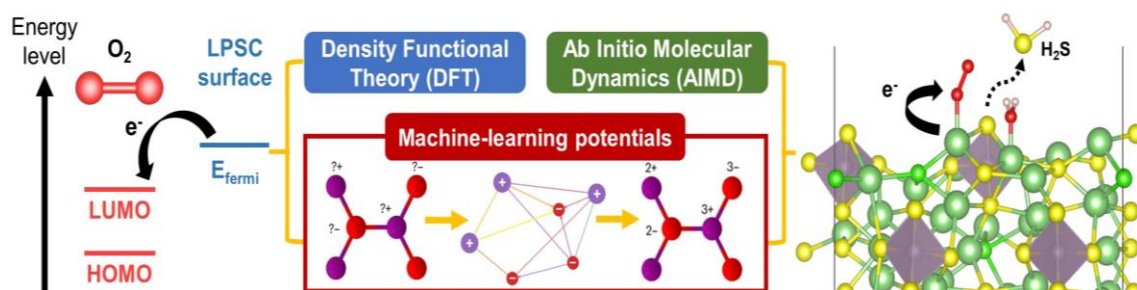 Energy
level
O2
e-
LUMO
HOMO
LPSC
surface
Efermi
Density Functional
Theory (DFT)
Ab Initio Molecular
Dynamics (AIMD)
Machine-learning potentials
?+
?−
?+
?−
+
+
−
+
−
−
2+
3−
3+
2−
e-
H2S